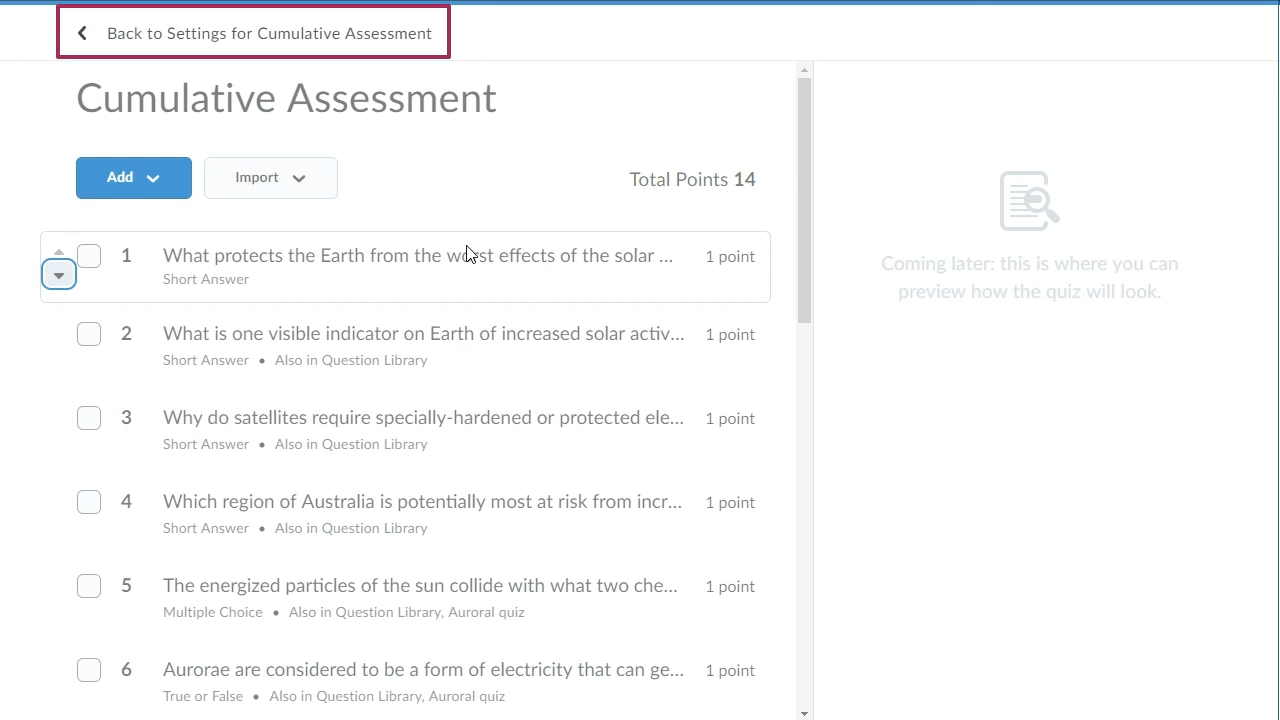 Back to Settings for Cumulative Assessment
Cumulative Assessment
Add
Import
Total Points 14
1 What protects the Earth from the worst effects of the solar ... 1 point
Short Answer
2 What is one visible indicator on Earth of increased solar activ... 1 point
Short Answer • Also in Question Library
3 Why do satellites require specially-hardened or protected ele... 1 point
Short Answer • Also in Question Library
4 Which region of Australia is potentially most at risk from incr... 1 point
Short Answer • Also in Question Library
5 The energized particles of the sun collide with what two che... 1 point
Multiple Choice • Also in Question Library, Auroral quiz
6 Aurorae are considered to be a form of electricity that can ge... 1 point
True or False • Also in Question Library, Auroral quiz
Coming later: this is where you can
preview how the quiz will look.